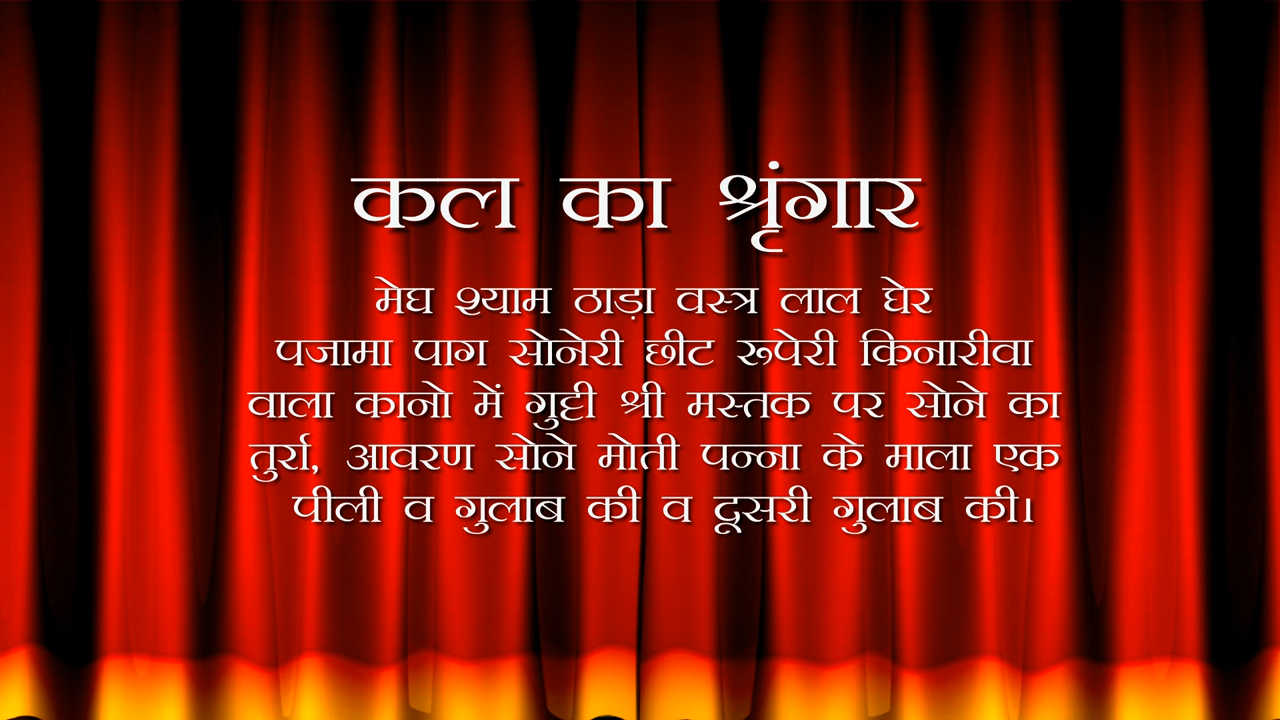 कल का श्रृंगार
मेघ श्याम ठाड़ा वस्त्र लाल घेर
पजामा पाग सोनेरी छीट रूपेरी किनारीवा
वाला कानो में गुट्टी श्री मस्तक पर सोने का
तुर्रा, आवरण सोने मोती पन्ना के माला एक
पीली व गुलाब की व दूसरी गुलाब की।